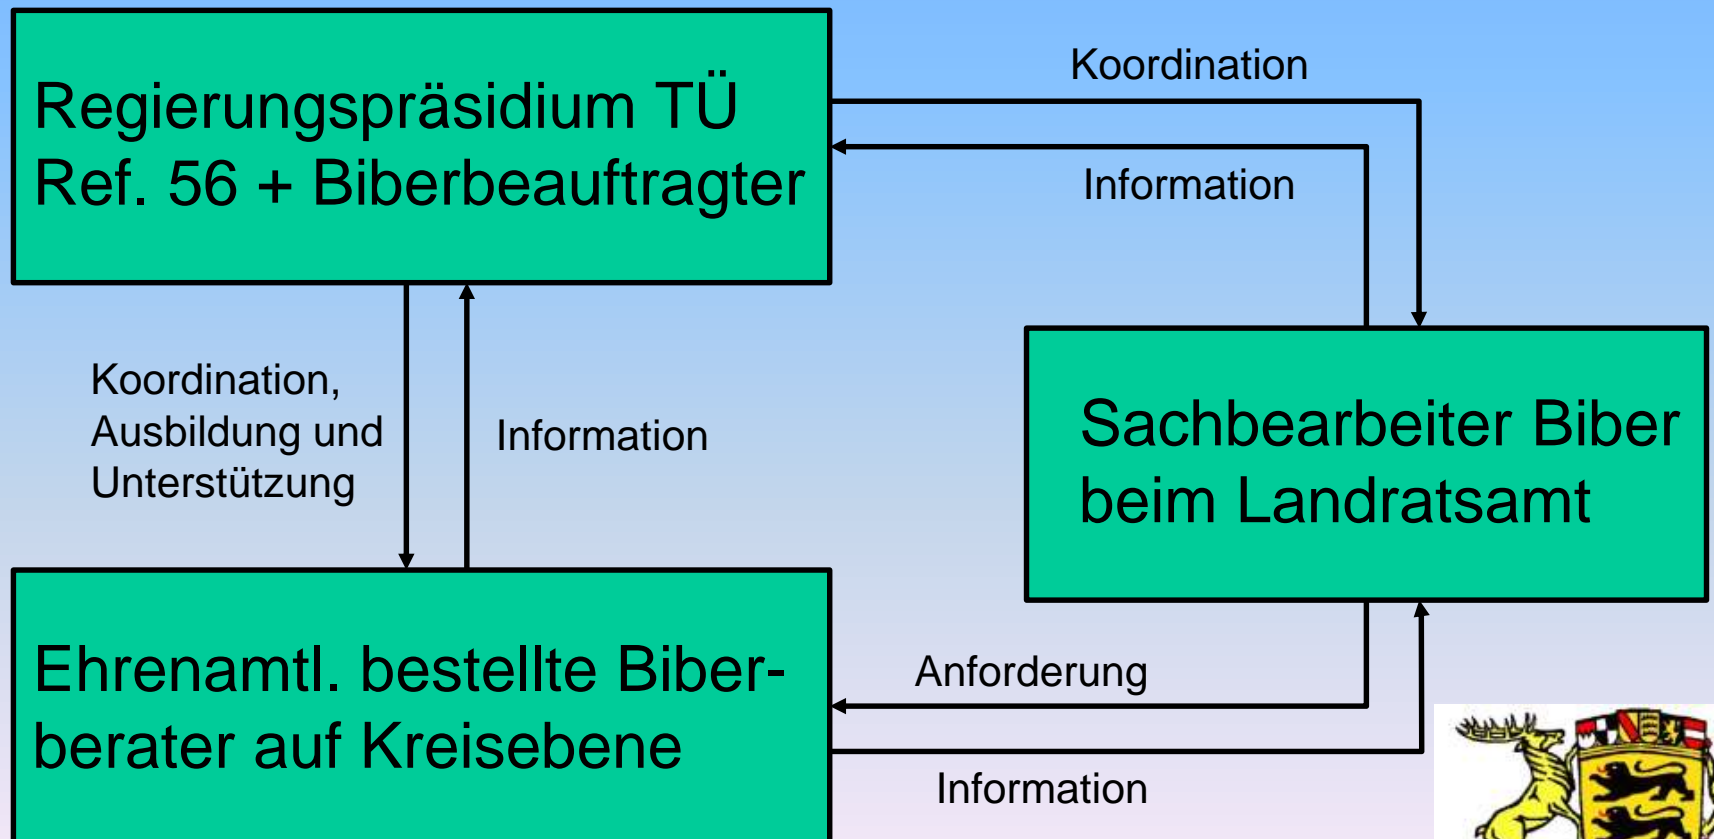 Regierungspräsidium TÜ
Ref. 56 + Biberbeauftragter
Koordination
Information
Koordination,
Ausbildung und
Unterstützung
Information
Sachbearbeiter Biber
beim Landratsamt
Ehrenamtl. bestellte Biber-
berater auf Kreisebene
Anforderung
Information